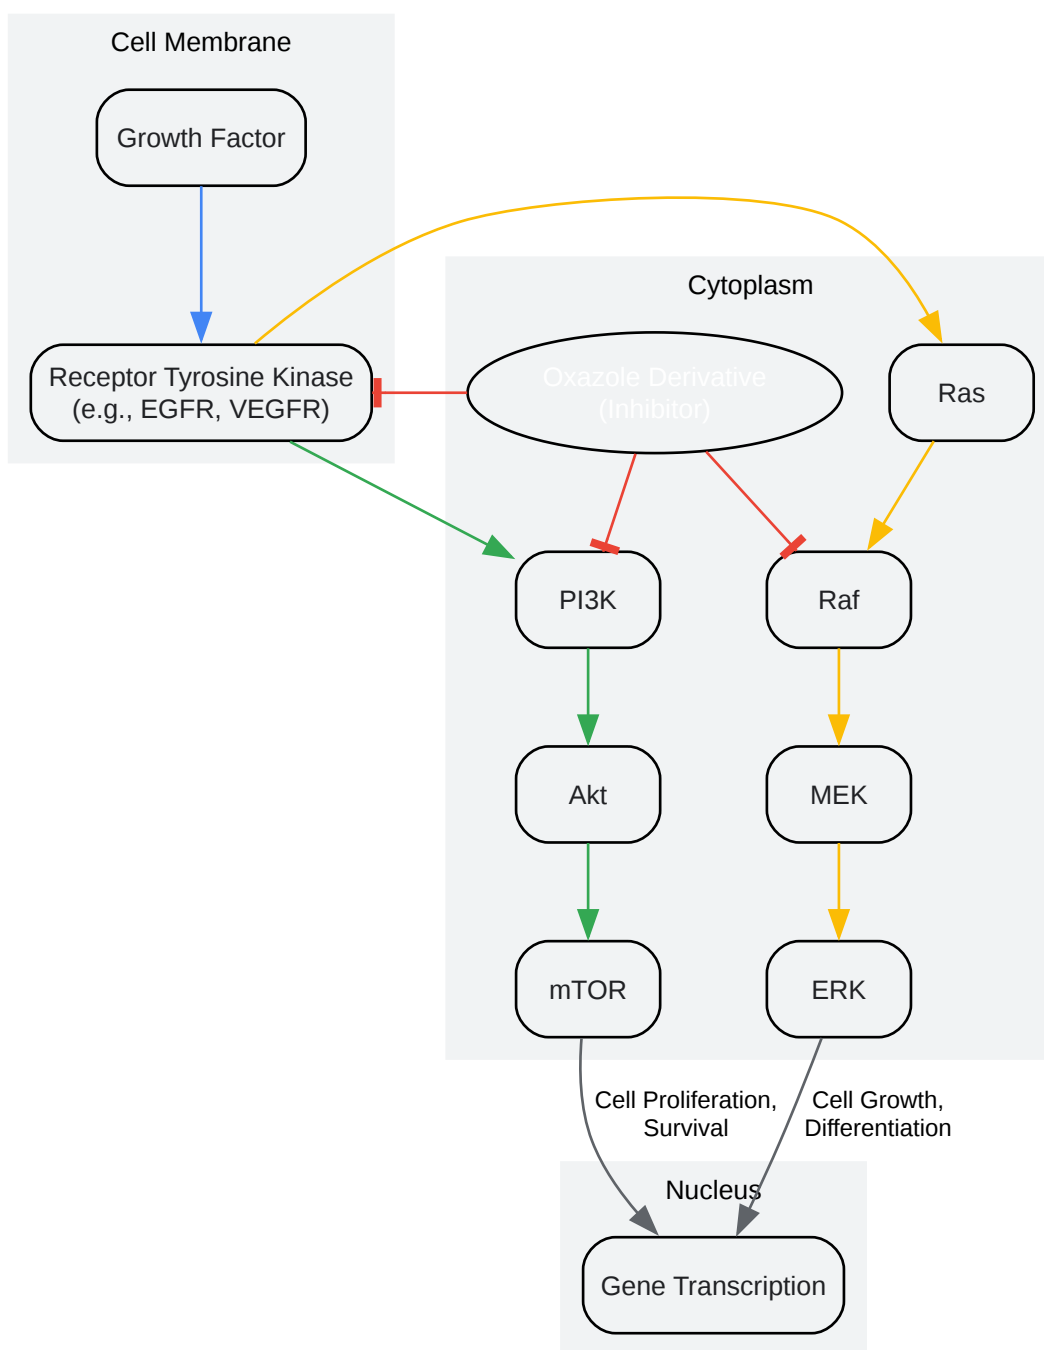 Cell Membrane
Growth Factor
Cytoplasm
Receptor Tyrosine Kinase
(e.g., EGFR, VEGFR)
Oxazole Derivative
(Inhibitor)
Ras
PI3K
Raf
Akt
MEK
mTOR
ERK
Cell Proliferation,
Survival
Cell Growth,
Differentiation
Nucleus
Gene Transcription